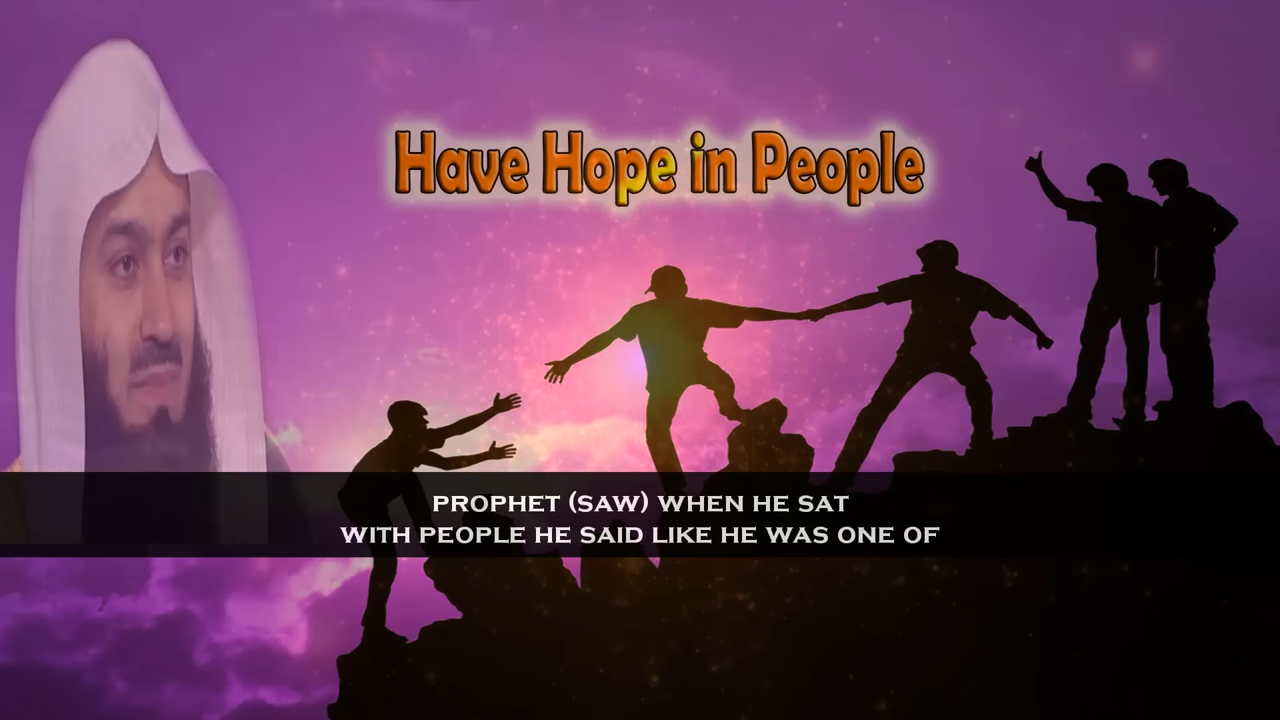 Have Hope in People
PROPHET (SAW) WHEN HE SAT
WITH PEOPLE HE SAID LIKE HE WAS ONE OF